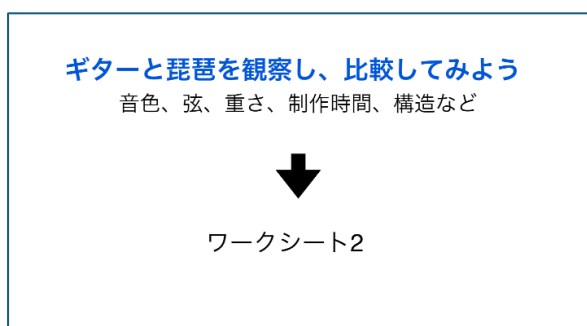 ギターと琵琶を観察し、比較してみよう
音色、弦、重さ、制作時間、構造など
ワークシート2